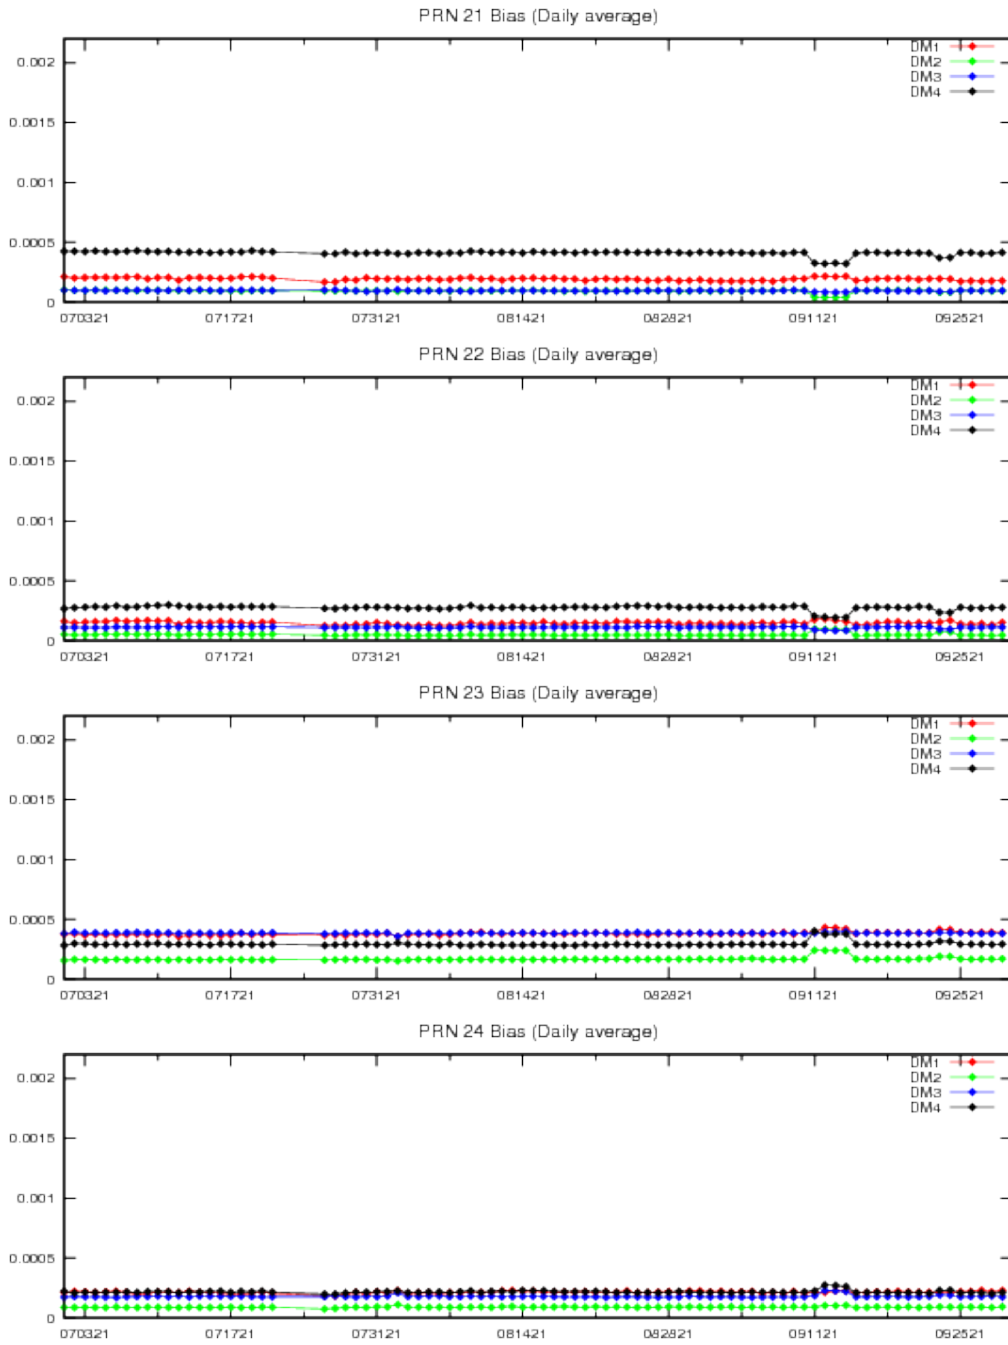 PRN 21 Bias (Daily average)
DM1
0.002
DM2
DM3
DM4
0.0015
0.001
0.0005
0
070321 071721 073121 081421 082821 091121 092521
PRN 22 Bias (Daily average)
DM1
0.002
DM2
DM3
DM4
0.0015
0.001
0.0005
0
070321 071721 073121 081421 082821 091121 092521
PRN 23 Bias (Daily average)
DM1
0.002
DM2
DM3
DM4
0.0015
0.001
0.0005
0
070321 071721 073121 081421 082821 091121 092521
PRN 24 Bias (Daily average)
DM1
0.002
DM2
DM3
DM4
0.0015
0.001
0.0005
0
070321 071721 073121 081421 082821 091121 092521